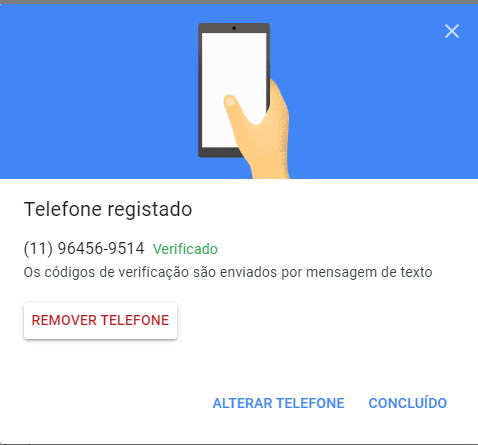 Telefone registado
(11) 96456-9514 Verificado
Os códigos de verificação são enviados por mensagem de texto
REMOVER TELEFONE
ALTERAR TELEFONE CONCLUÍDO